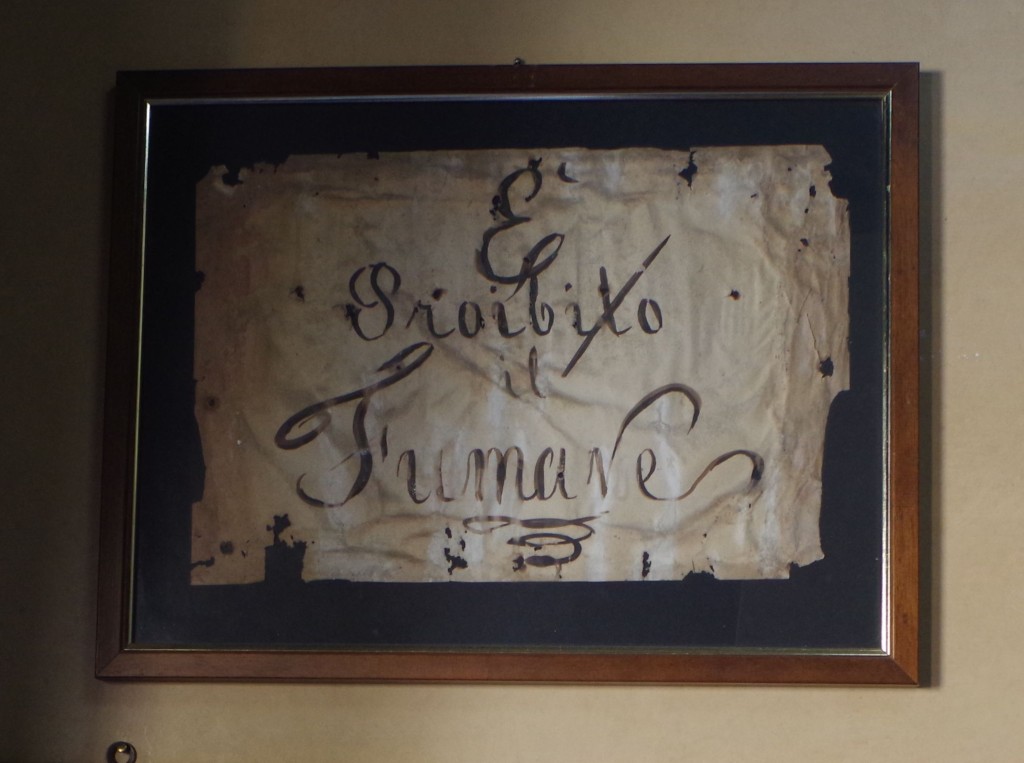 E'
Proibito
il
Fumare